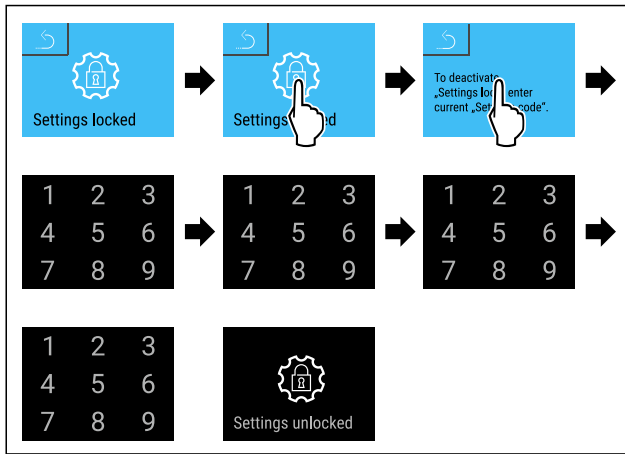 Settings locked
Settings
To deactivate
„Settings enter
current code".
1 2 3
4 5 6
7 8 9
1 2 3
4 5 6
7 8 9
1 2 3
4 5 6
7 8 9
1 2 3
4 5 6
7 8 9
Settings unlocked